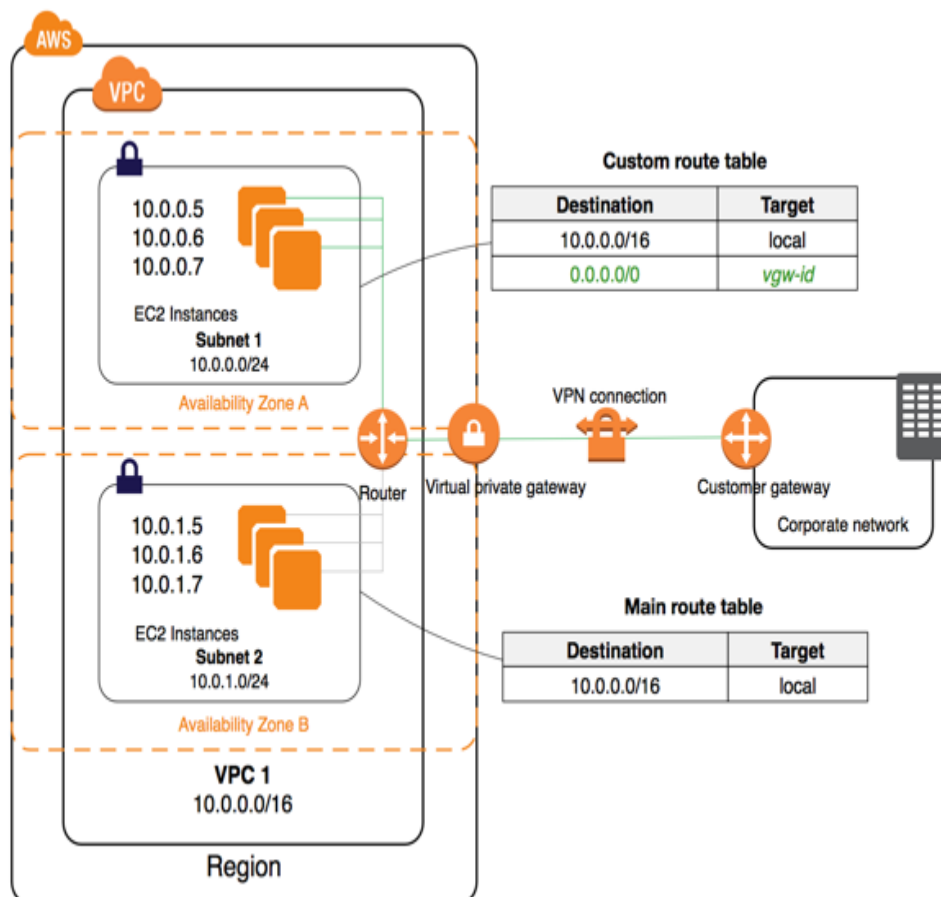 AWS
VPC
10.0.0.5
10.0.0.6
10.0.0.7
EC2 Instances
Subnet 1
10.0.0.0/24
Availability Zone A
Custom route table
Destination Target
10.0.0.0/16 local
0.0.0.0/0 vgw-id
VPN connection
Router
Virtual private gateway
Customer gateway
Corporate network
10.0.1.5
10.0.1.6
10.0.1.7
EC2 Instances
Subnet 2
10.0.1.0/24
Availability Zone B
Main route table
Destination Target
10.0.0.0/16 local
VPC 1
10.0.0.0/16
Region